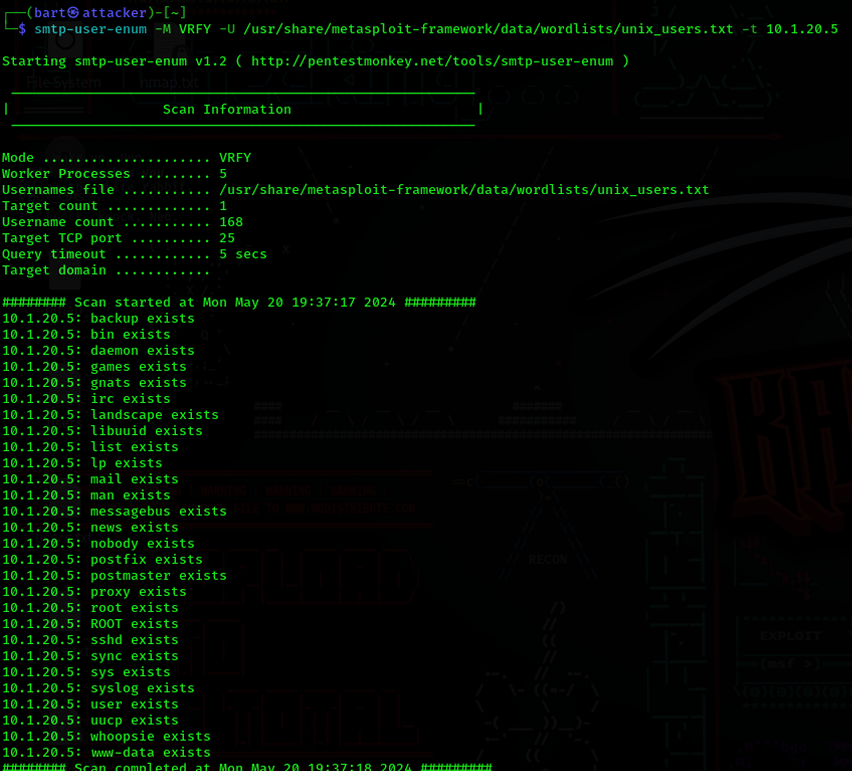 ┌──(bart㉿attacker)-[~]
└─$ smtp-user-enum -M VRFY -U /usr/share/metasploit-framework/data/wordlists/unix_users.txt -t 10.1.20.5
Starting smtp-user-enum v1.2 ( http://pentestmonkey.net/tools/smtp-user-enum )
| Scan Information |
Mode ..................... VRFY
Worker Processes ......... 5
Usernames file ........... /usr/share/metasploit-framework/data/wordlists/unix_users.txt
Target count ............. 1
Username count ........... 168
Target TCP port .......... 25
Query timeout ............ 5 secs
Target domain ............
######## Scan started at Mon May 20 19:37:17 2024 #########
10.1.20.5: backup exists
10.1.20.5: bin exists
10.1.20.5: daemon exists
10.1.20.5: games exists
10.1.20.5: gnats exists
10.1.20.5: irc exists
10.1.20.5: landscape exists
10.1.20.5: libuuid exists
10.1.20.5: list exists
10.1.20.5: lp exists
10.1.20.5: mail exists
10.1.20.5: man exists
10.1.20.5: messagebus exists
10.1.20.5: news exists
10.1.20.5: nobody exists
10.1.20.5: postfix exists
10.1.20.5: postmaster exists
10.1.20.5: proxy exists
10.1.20.5: root exists
10.1.20.5: ROOT exists
10.1.20.5: sshd exists
10.1.20.5: sync exists
10.1.20.5: sys exists
10.1.20.5: syslog exists
10.1.20.5: user exists
10.1.20.5: uucp exists
10.1.20.5: whoopsie exists
10.1.20.5: www-data exists
######## Scan completed at Mon May 20 19:37:18 2024 #########
RECON
EXPLOIT